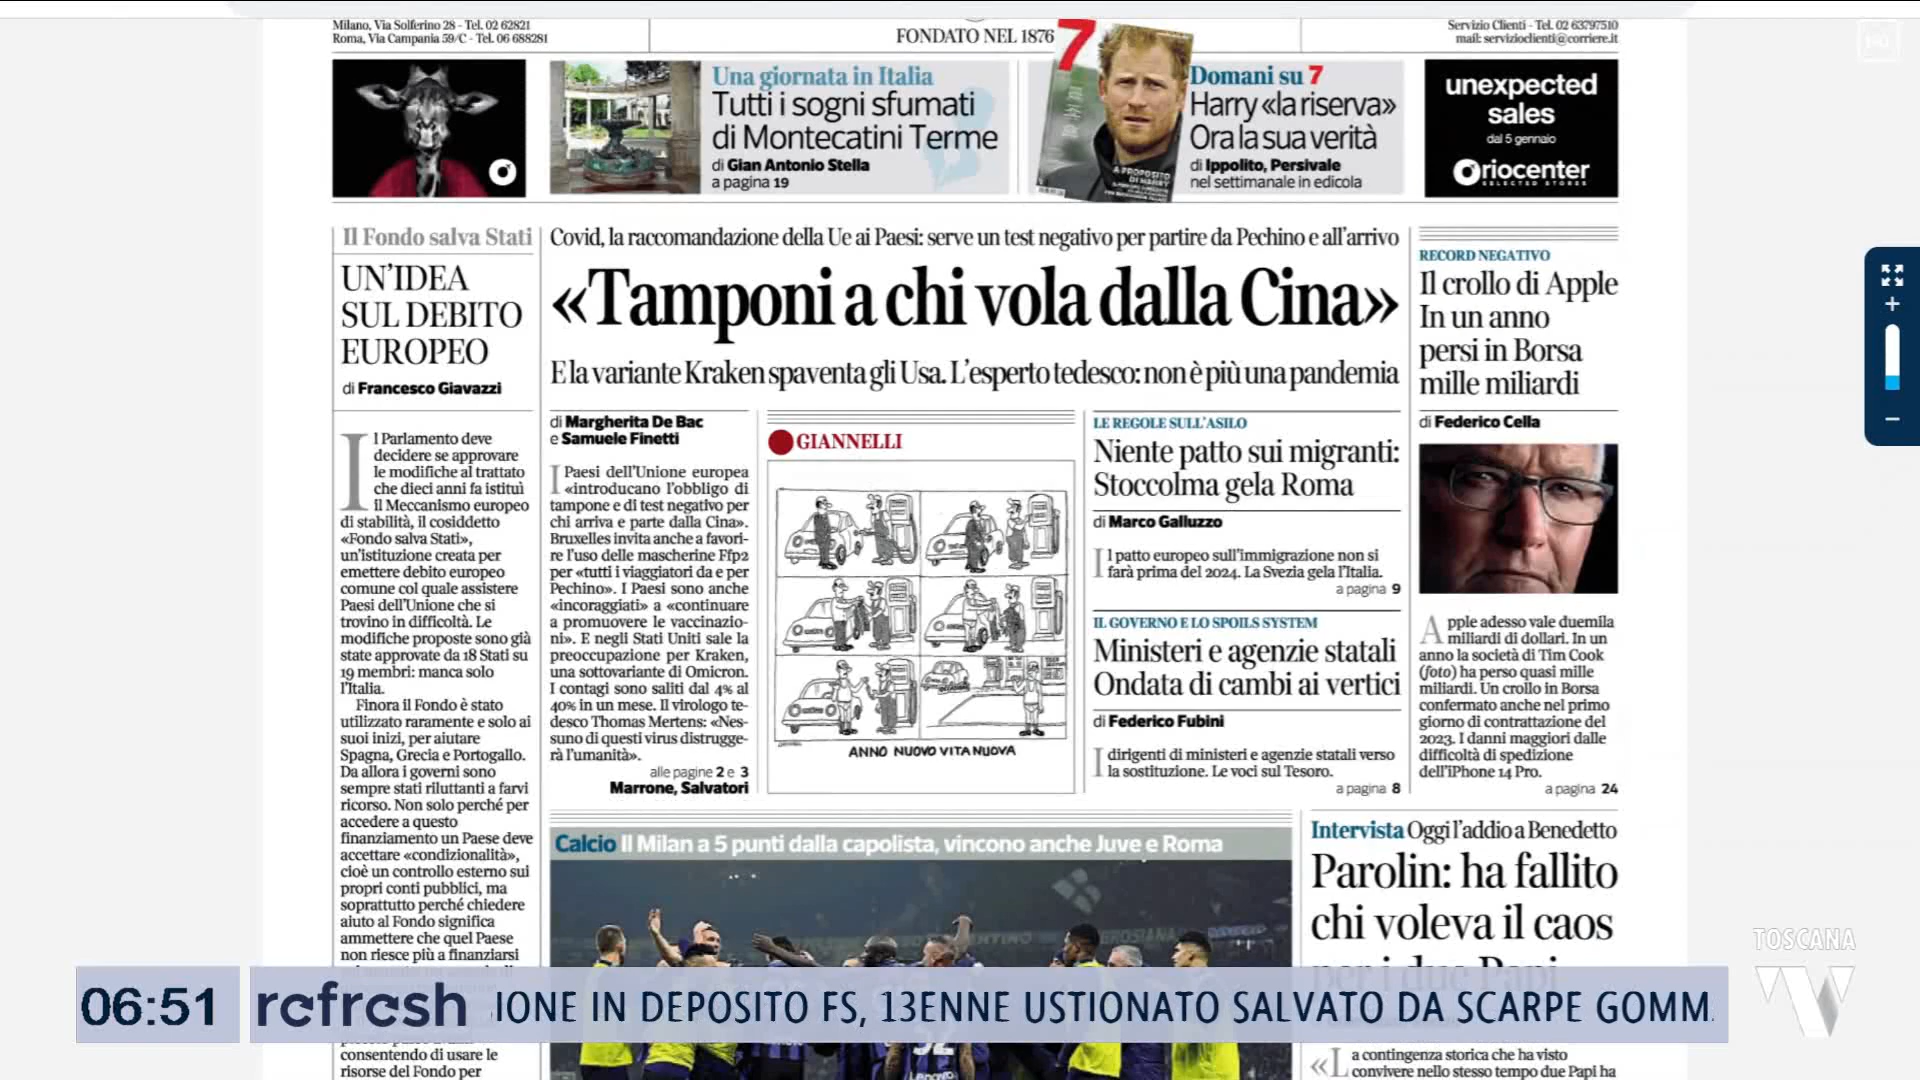 Milano, Via Solferino 28 - Tel. 02 62821
Roma, Via Campania 59/C - Tel. 06 688281
FONDATO NEL 1876
Servizio Clienti - Tel. 02 63797510
mail: servizioclienti@corriere.it
Una giornata in Italia
Tutti i sogni sfumati
di Montecatini Terme
di Gian Antonio Stella
a pagina 19
7
A PROPOSITO
DI HARRY
Domani su 7
Harry «la riserva»
Ora la sua verità
di Ippolito, Persivale
nel settimanale in edicola
unexpected
sales
dal 5 gennaio
Oriocenter
SELECTED STORES
Il Fondo salva Stati
UN'IDEA
SUL DEBITO
EUROPEO
di Francesco Giavazzi
Il Parlamento deve
decidere se approvare
le modifiche al trattato
che dieci anni fa istituì
il Meccanismo europeo
di stabilità, il cosiddetto
«Fondo salva Stati»,
un'istituzione creata per
emettere debito europeo
comune col quale assistere
Paesi dell'Unione che si
trovino in difficoltà. Le
modifiche proposte sono già
state approvate da 18 Stati su
19 membri: manca solo
l'Italia.
Finora il Fondo è stato
utilizzato raramente e solo ai
suoi inizi, per aiutare
Spagna, Grecia e Portogallo.
Da allora i governi sono
sempre stati riluttanti a farvi
ricorso. Non solo perché per
accedere a questo
finanziamento un Paese deve
accettare «condizionalità»,
cioè un controllo esterno sui
propri conti pubblici, ma
soprattutto perché chiedere
aiuto al Fondo significa
ammettere che quel Paese
non riesce più a finanziarsi
consentendo di usare le
risorse del Fondo per
Covid, la raccomandazione della Ue ai Paesi: serve un test negativo per partire da Pechino e all'arrivo
«Tamponi a chi vola dalla Cina»
E la variante Kraken spaventa gli Usa. L'esperto tedesco: non è più una pandemia
di Margherita De Bac
e Samuele Finetti
I Paesi dell'Unione europea
«introducano l'obbligo di
tampone e di test negativo per
chi arriva e parte dalla Cina».
Bruxelles invita anche a favori-
re l'uso delle mascherine Ffp2
per «tutti i viaggiatori da e per
Pechino». I Paesi sono anche
«incoraggiati» a «continuare
a promuovere le vaccinazio-
ni». E negli Stati Uniti sale la
preoccupazione per Kraken,
una sottovariante di Omicron.
I contagi sono saliti dal 4% al
40% in un mese. Il virologo te-
desco Thomas Mertens: «Nes-
suno di questi virus distrugge-
rà l'umanità».
alle pagine 2 e 3
Marrone, Salvatori
GIANNELLI
ANNO NUOVO VITA NUOVA
LE REGOLE SULL'ASILO
Niente patto sui migranti:
Stoccolma gela Roma
di Marco Galluzzo
Il patto europeo sull'immigrazione non si
farà prima del 2024. La Svezia gela l'Italia.
a pagina 9
IL GOVERNO E LO SPOILS SYSTEM
Ministeri e agenzie statali
Ondata di cambi ai vertici
di Federico Fubini
I dirigenti di ministeri e agenzie statali verso
la sostituzione. Le voci sul Tesoro.
a pagina 8
RECORD NEGATIVO
Il crollo di Apple
In un anno
persi in Borsa
mille miliardi
di Federico Cella
Apple adesso vale duemila
miliardi di dollari. In un
anno la società di Tim Cook
(foto) ha perso quasi mille
miliardi. Un crollo in Borsa
confermato anche nel primo
giorno di contrattazione del
2023. I danni maggiori dalle
difficoltà di spedizione
dell'iPhone 14 Pro.
a pagina 24
Calcio Il Milan a 5 punti dalla capolista, vincono anche Juve e Roma
Intervista Oggi l'addio a Benedetto
Parolin: ha fallito
chi voleva il caos
per i due Papi
«La contingenza storica che ha visto
convivere nello stesso tempo due Papi ha
TOSCANA
06:51
refresh
IONE IN DEPOSITO FS, 13ENNE USTIONATO SALVATO DA SCARPE GOMM